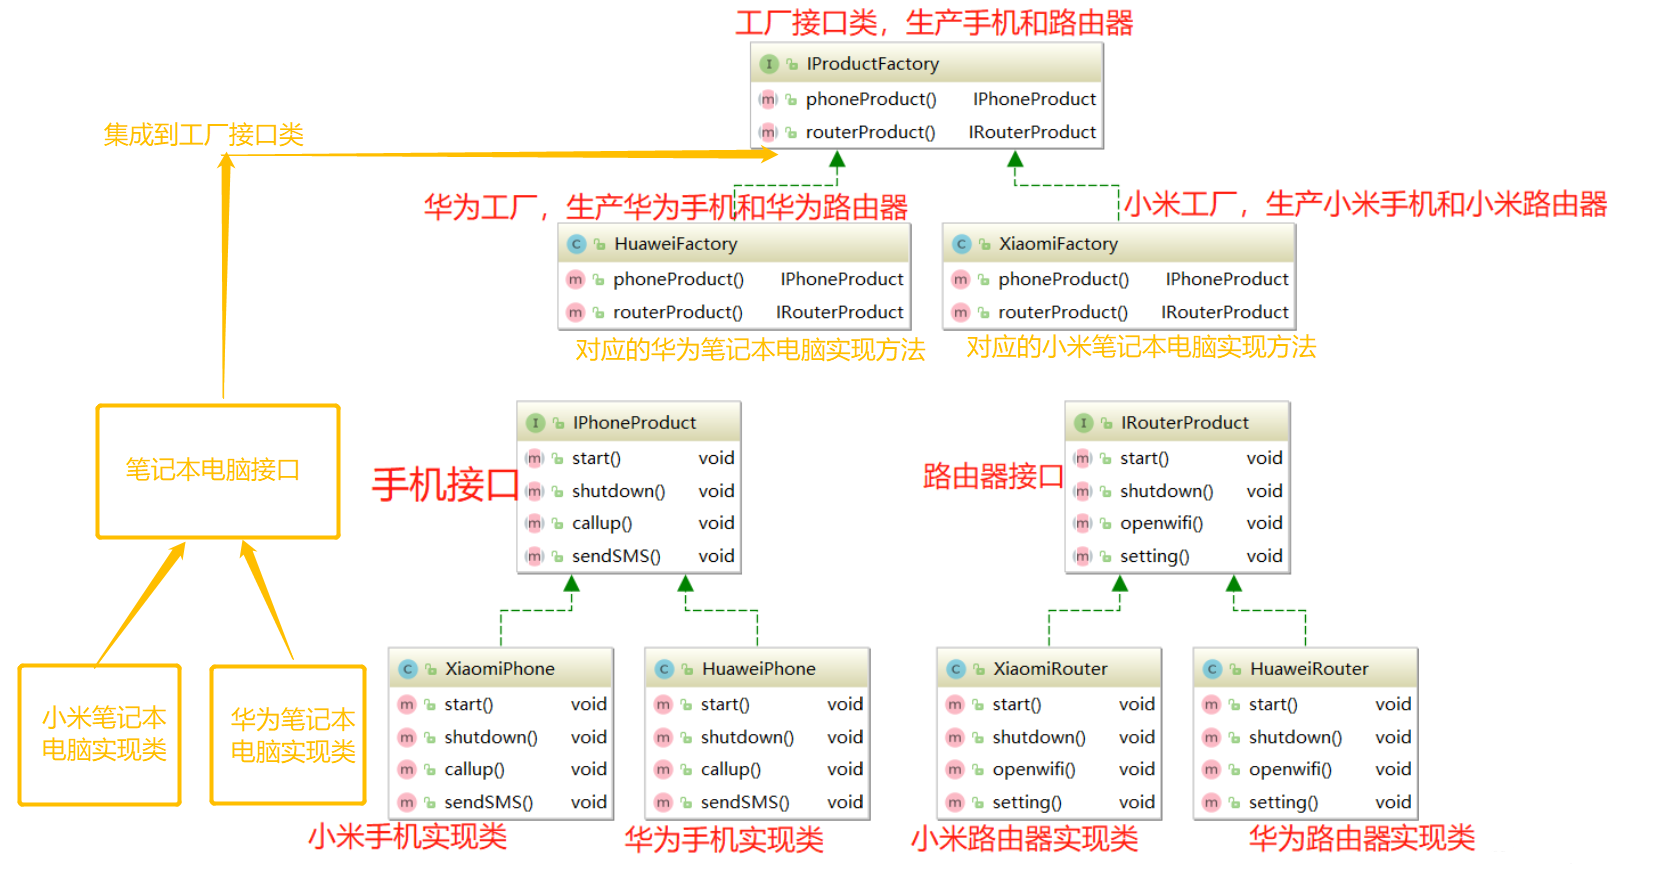 工厂接口类，生产手机和路由器
I IProductFactory
m phoneProduct() IPhoneProduct
m routerProduct() IRouterProduct
集成到工厂接口类
华为工厂，生产华为手机和华为路由器
小米工厂，生产小米手机和小米路由器
C HuaweiFactory
m phoneProduct() IPhoneProduct
m routerProduct() IRouterProduct
对应的华为笔记本电脑实现方法
C XiaomiFactory
m phoneProduct() IPhoneProduct
m routerProduct() IRouterProduct
对应的小米笔记本电脑实现方法
笔记本电脑接口
手机接口
I IPhoneProduct
m start() void
m shutdown() void
m callup() void
m sendSMS() void
路由器接口
I IRouterProduct
m start() void
m shutdown() void
m openwifi() void
m setting() void
小米笔记本
电脑实现类
华为笔记本
电脑实现类
C XiaomiPhone
m start() void
m shutdown() void
m callup() void
m sendSMS() void
小米手机实现类
C HuaweiPhone
m start() void
m shutdown() void
m callup() void
m sendSMS() void
华为手机实现类
C XiaomiRouter
m start() void
m shutdown() void
m openwifi() void
m setting() void
小米路由器实现类
C HuaweiRouter
m start() void
m shutdown() void
m openwifi() void
m setting() void
华为路由器实现类